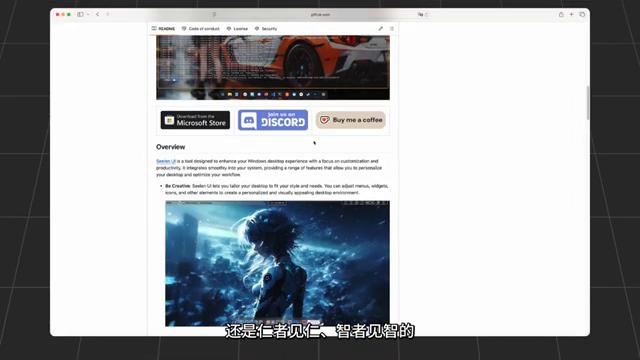 github.com
README
Code of conduct
License
Security
Download from the
Microsoft Store
Join us on
DISCORD
Buy me a coffee
Overview
Seelen UI is a tool designed to enhance your Windows desktop experience with a focus on customization and
productivity. It integrates smoothly into your system, providing a range of features that allow you to personalize
your desktop and optimize your workflow.
• Be Creative: Seelen UI lets you tailor your desktop to fit your style and needs. You can adjust menus, widgets,
icons, and other elements to create a personalized and visually appealing desktop environment.
还是仁者见仁、智者见智的